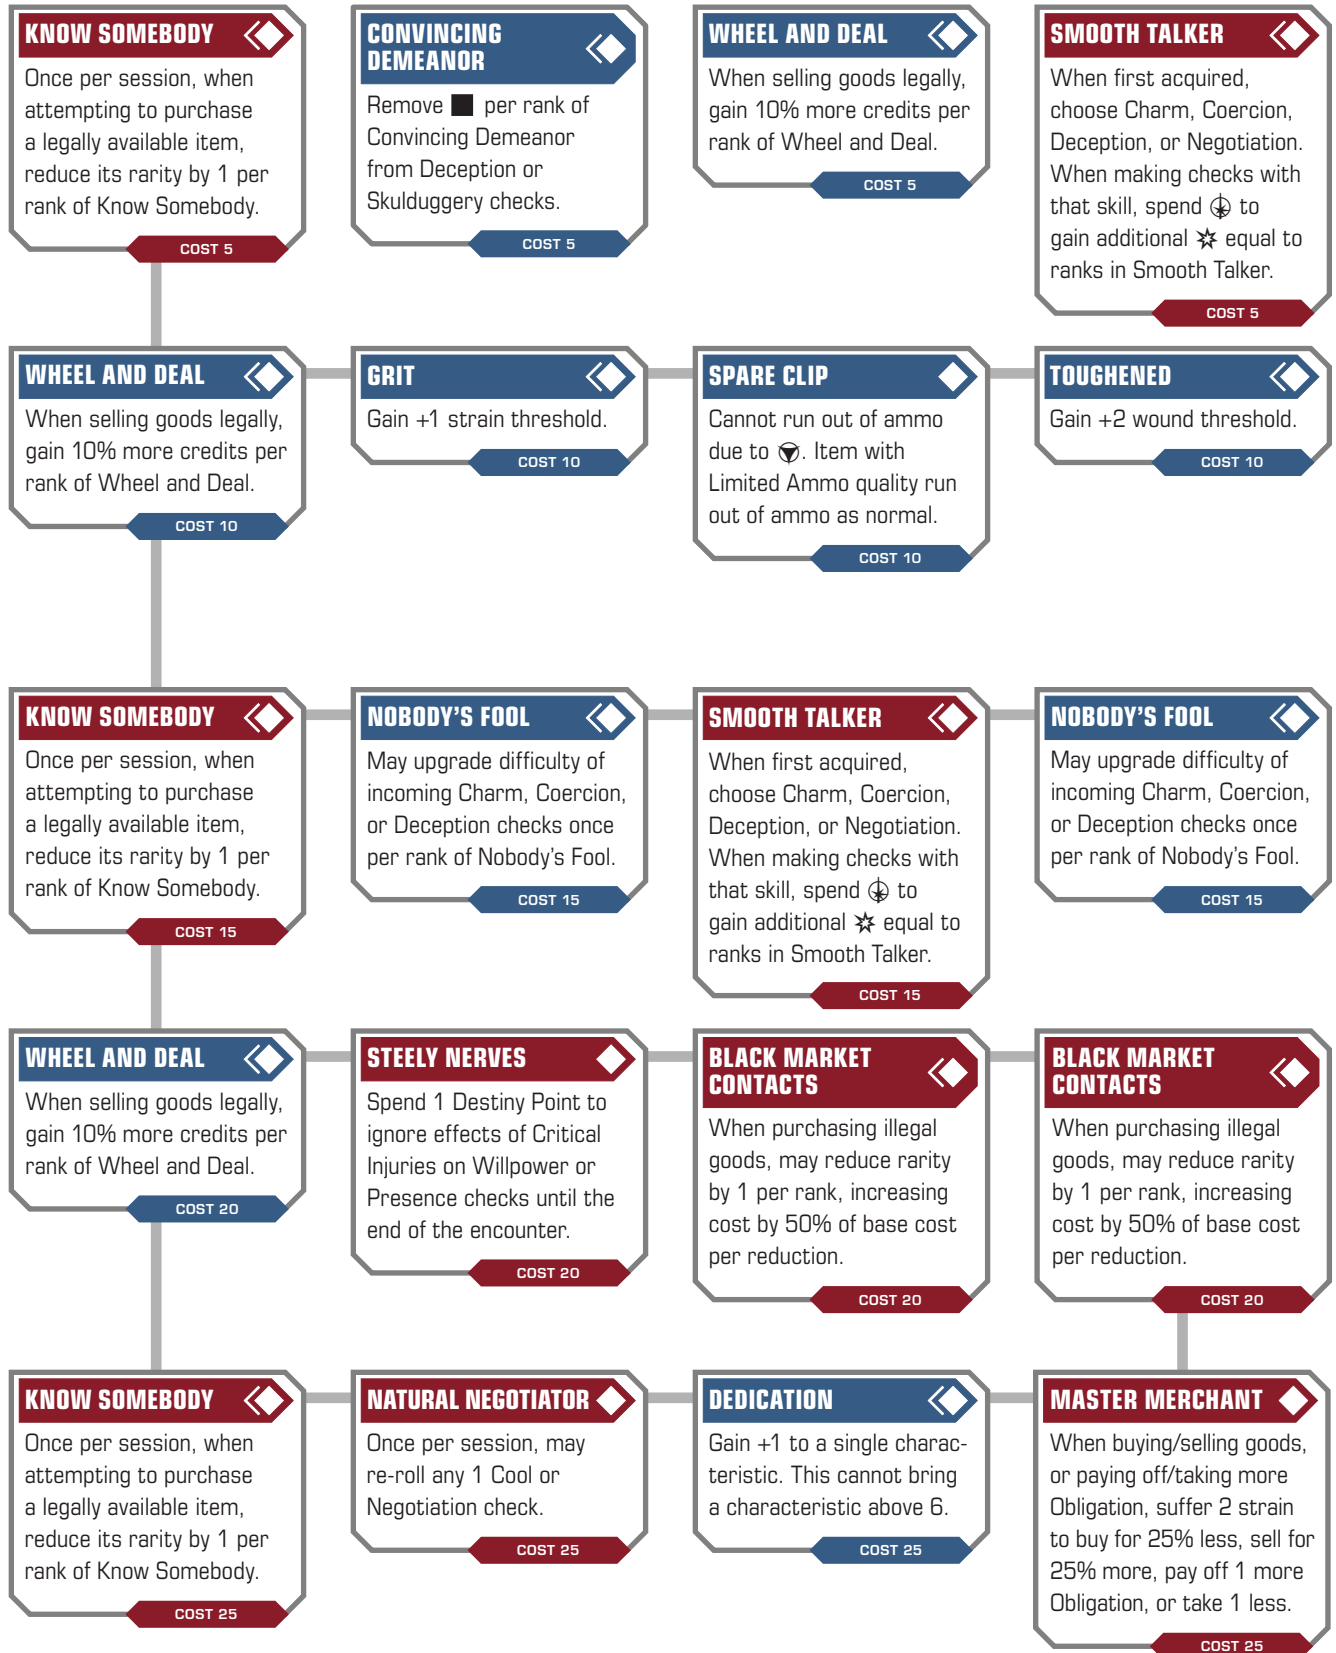 KNOW SOMEBODY
Once per session, when
attempting to purchase
a legally available item,
reduce its rarity by 1 per
rank of Know Somebody.
COST 5
CONVINCING
DEMEANOR
Remove per rank of
Convincing Demeanor
from Deception or
Skulduggery checks.
COST 5
WHEEL AND DEAL
When selling goods legally,
gain 10% more credits per
rank of Wheel and Deal.
COST 5
SMOOTH TALKER
When first acquired,
choose Charm, Coercion,
Deception, or Negotiation.
When making checks with
that skill, spend to
gain additional equal to
ranks in Smooth Talker.
COST 5
WHEEL AND DEAL
When selling goods legally,
gain 10% more credits per
rank of Wheel and Deal.
COST 10
GRIT
Gain +1 strain threshold.
COST 10
SPARE CLIP
Cannot run out of ammo
due to . Item with
Limited Ammo quality run
out of ammo as normal.
COST 10
TOUGHENED
Gain +2 wound threshold.
COST 10
KNOW SOMEBODY
Once per session, when
attempting to purchase
a legally available item,
reduce its rarity by 1 per
rank of Know Somebody.
COST 15
NOBODY'S FOOL
May upgrade difficulty of
incoming Charm, Coercion,
or Deception checks once
per rank of Nobody's Fool.
COST 15
SMOOTH TALKER
When first acquired,
choose Charm, Coercion,
Deception, or Negotiation.
When making checks with
that skill, spend to
gain additional equal to
ranks in Smooth Talker.
COST 15
NOBODY'S FOOL
May upgrade difficulty of
incoming Charm, Coercion,
or Deception checks once
per rank of Nobody's Fool.
COST 15
WHEEL AND DEAL
When selling goods legally,
gain 10% more credits per
rank of Wheel and Deal.
COST 20
STEELY NERVES
Spend 1 Destiny Point to
ignore effects of Critical
Injuries on Willpower or
Presence checks until the
end of the encounter.
COST 20
BLACK MARKET
CONTACTS
When purchasing illegal
goods, may reduce rarity
by 1 per rank, increasing
cost by 50% of base cost
per reduction.
COST 20
BLACK MARKET
CONTACTS
When purchasing illegal
goods, may reduce rarity
by 1 per rank, increasing
cost by 50% of base cost
per reduction.
COST 20
KNOW SOMEBODY
Once per session, when
attempting to purchase
a legally available item,
reduce its rarity by 1 per
rank of Know Somebody.
COST 25
NATURAL NEGOTIATOR
Once per session, may
re-roll any 1 Cool or
Negotiation check.
COST 25
DEDICATION
Gain +1 to a single charac-
teristic. This cannot bring
a characteristic above 6.
COST 25
MASTER MERCHANT
When buying/selling goods,
or paying off/taking more
Obligation, suffer 2 strain
to buy for 25% less, sell for
25% more, pay off 1 more
Obligation, or take 1 less.
COST 25